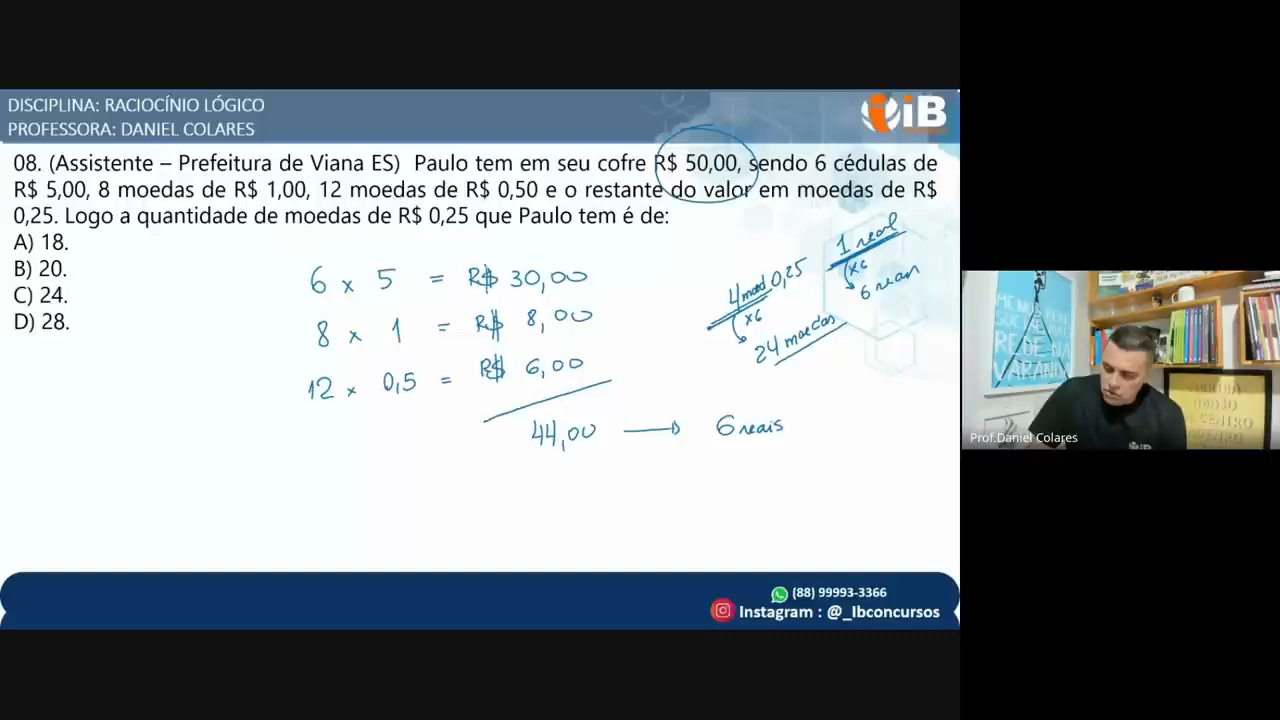 DISCIPLINA: RACIOCÍNIO LÓGICO
PROFESSORA: DANIEL COLARES
iB
08. (Assistente – Prefeitura de Viana ES) Paulo tem em seu cofre R$ 50,00, sendo 6 cédulas de
R$ 5,00, 8 moedas de R$ 1,00, 12 moedas de R$ 0,50 e o restante do valor em moedas de R$
0,25. Logo a quantidade de moedas de R$ 0,25 que Paulo tem é de:
A) 18.
B) 20.
C) 24.
D) 28.
6 x 5 = R$ 30,00
8 x 1 = R$ 8,00
12 x 0,5 = R$ 6,00
44,00 → 6 reais
4 moed 0,25
x6
24 moedas
1 real
x6
6 reais
REDE NA
VARANDA
Prof.Daniel Colares
(88) 99993-3366
Instagram : @_Ibconcursos